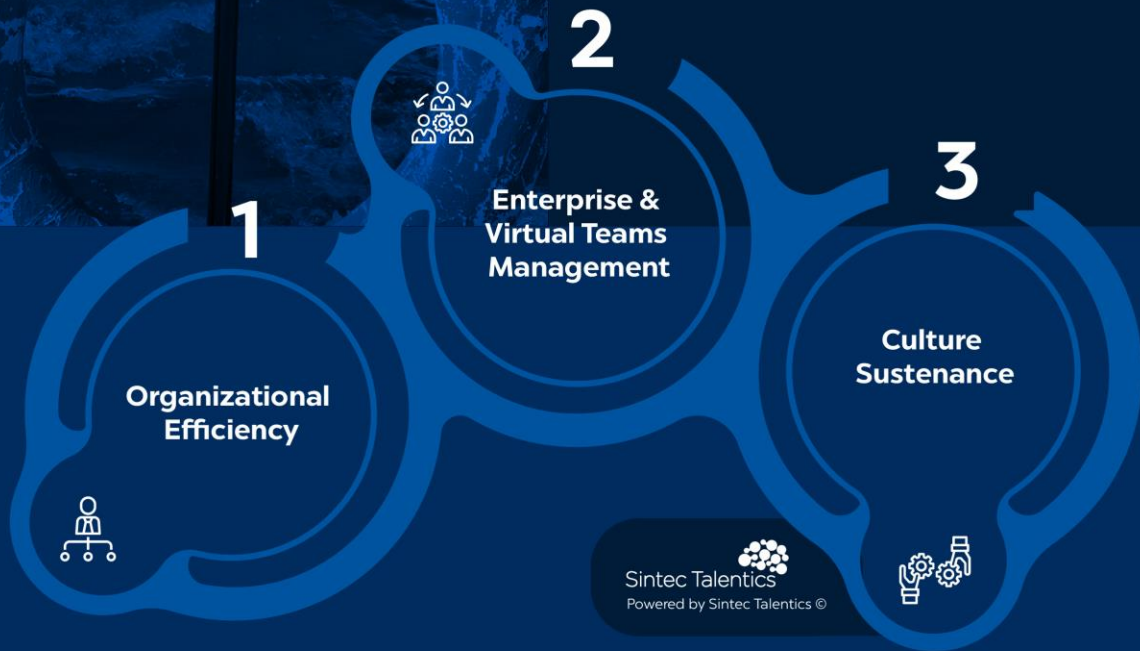 1
Organizational
Efficiency
2
Enterprise &
Virtual Teams
Management
3
Culture
Sustenance
Sintec Talentics
Powered by Sintec Talentics ©